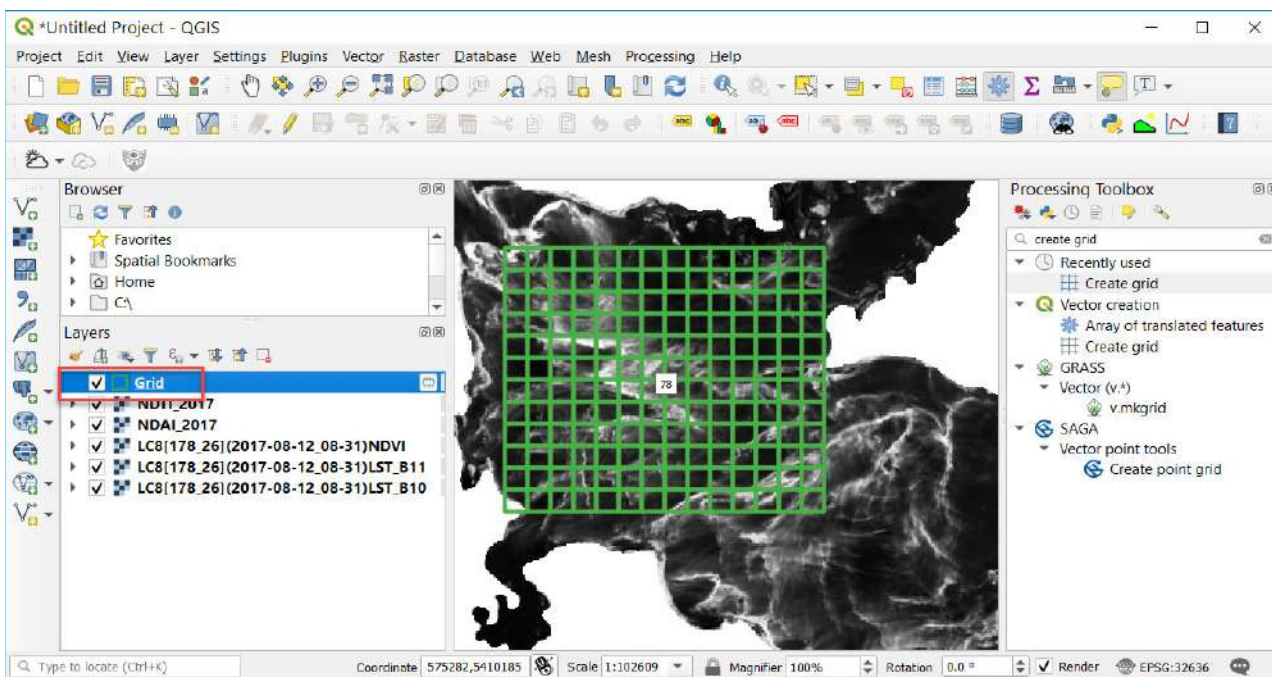 *Untitled Project - QGIS
Project Edit View Layer Settings Plugins Vector Raster Database Web Mesh Processing Help
Browser
Favorites
Spatial Bookmarks
Home
C:\
Layers
Grid
NDTI_2017
NDAI_2017
LC8[178_26](2017-08-12_08-31)NDVI
LC8[178_26](2017-08-12_08-31)LST_B11
LC8[178_26](2017-08-12_08-31)LST_B10
78
Processing Toolbox
create grid
Recently used
Create grid
Vector creation
Array of translated features
Create grid
GRASS
Vector (v.*)
v.mkgrid
SAGA
Vector point tools
Create point grid
Type to locate (Ctrl+K) Coordinate 575282,5410185 Scale 1:102609 Magnifier 100% Rotation 0.0 ° Render EPSG:32636